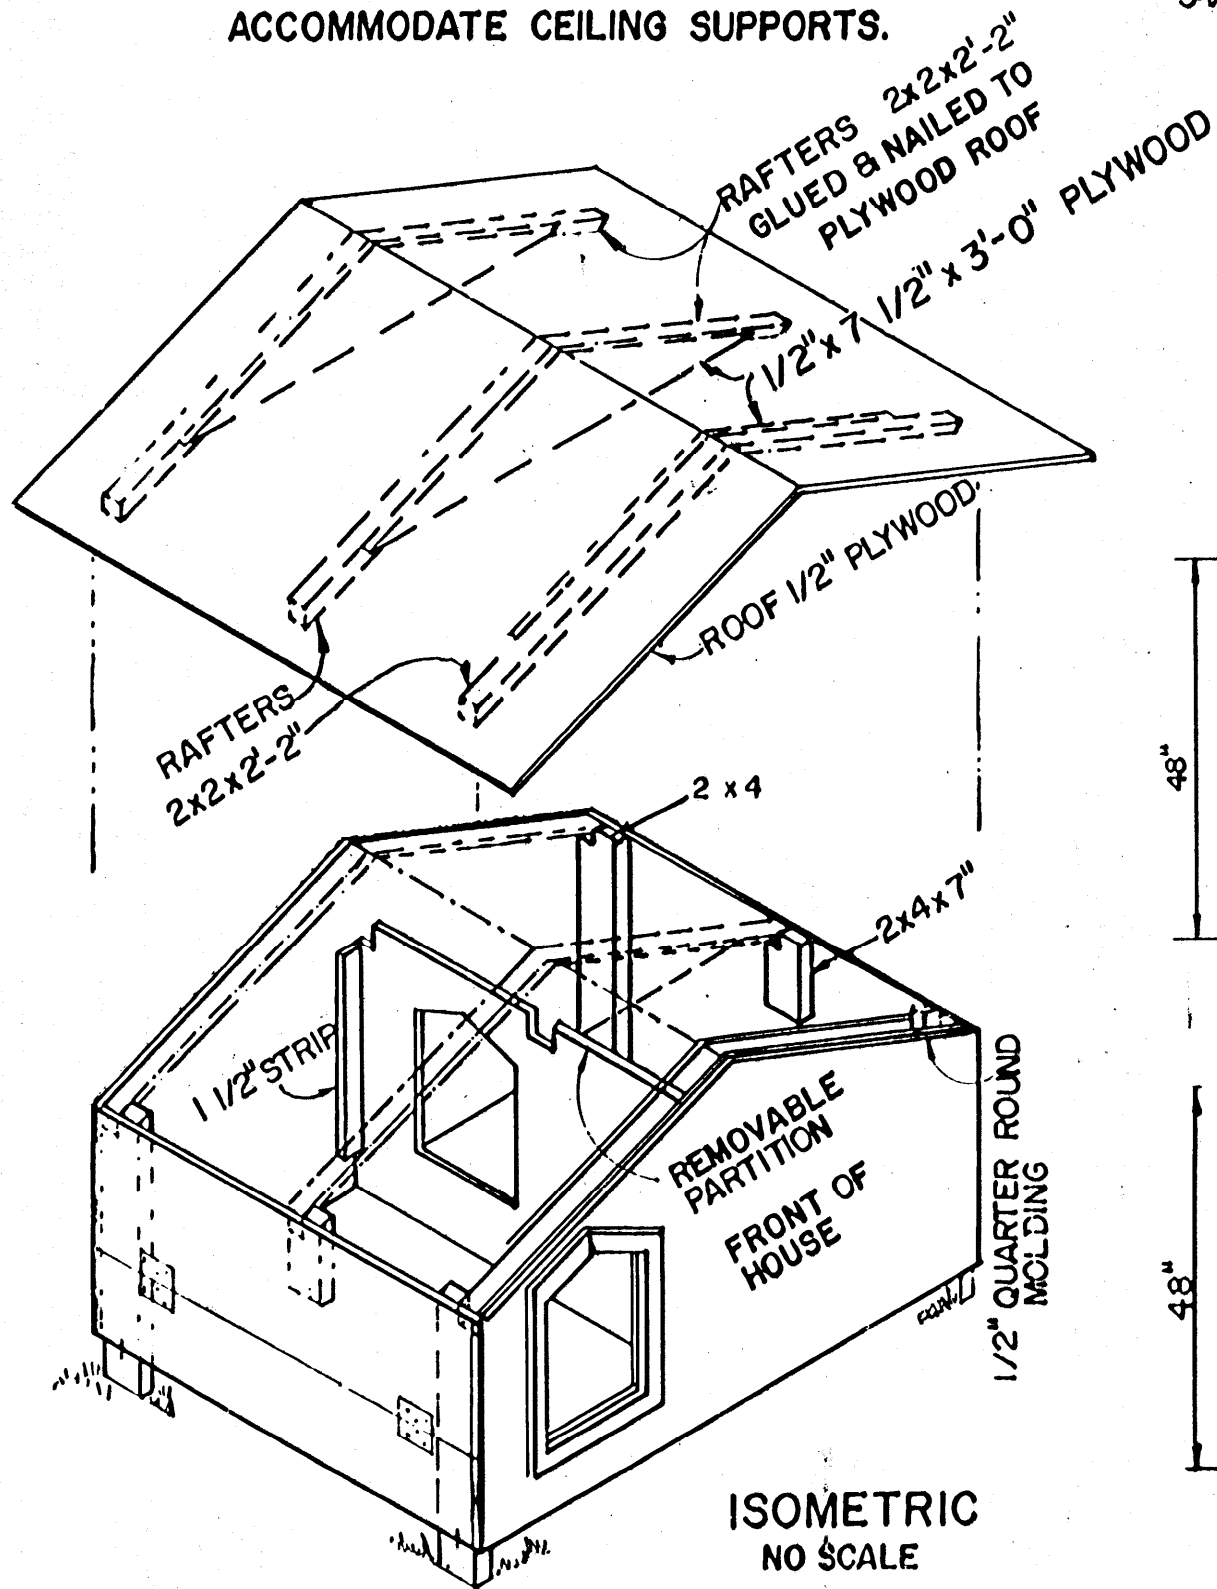 ACCOMMODATE CEILING SUPPORTS.
RAFTERS 2x2x2'-2"
GLUED & NAILED TO
PLYWOOD ROOF
1/2" x 7 1/2" x 3'-0" PLYWOOD
ROOF 1/2" PLYWOOD
RAFTERS
2x2x2'-2"
48"
2 x 4
2x4x7"
1 1/2" STRIP
REMOVABLE
PARTITION
FRONT OF
HOUSE
1/2" QUARTER ROUND
MOLDING
48"
ISOMETRIC
NO SCALE